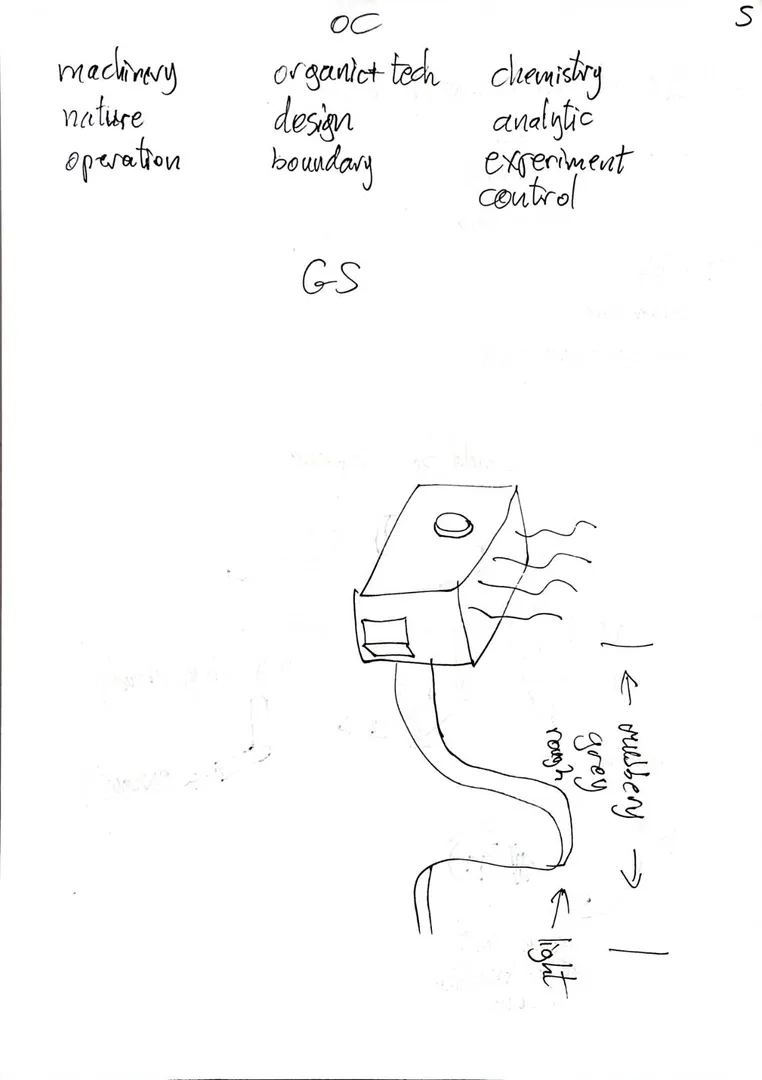 OC
S
machinery organic+ tech chemistry
nature design analytic
operation boundary experiment
control
GS
← rubbery →
grey
rough
← light